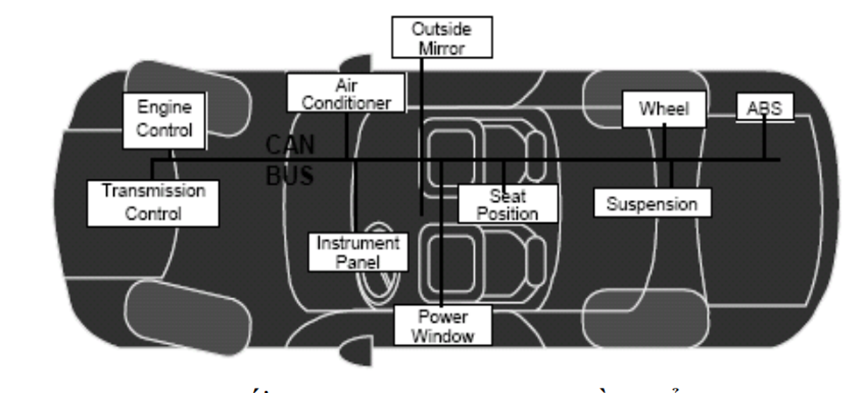 Outside
Mirror
Air
Conditioner
Engine
Control
Wheel
ABS
CAN
BUS
Transmission
Control
Seat
Position
Suspension
Instrument
Panel
Power
Window